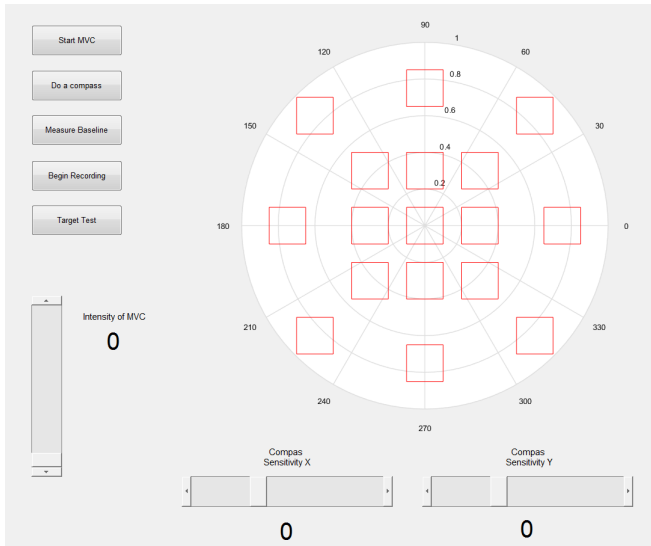 Start MVC
Do a compass
Measure Baseline
Begin Recording
Target Test
Intensity of MVC
0
90
120
60
1
0.8
0.6
150
30
0.4
0.2
180
0
210
330
240
300
270
Compas
Sensitivity X
0
Compas
Sensitivity Y
0